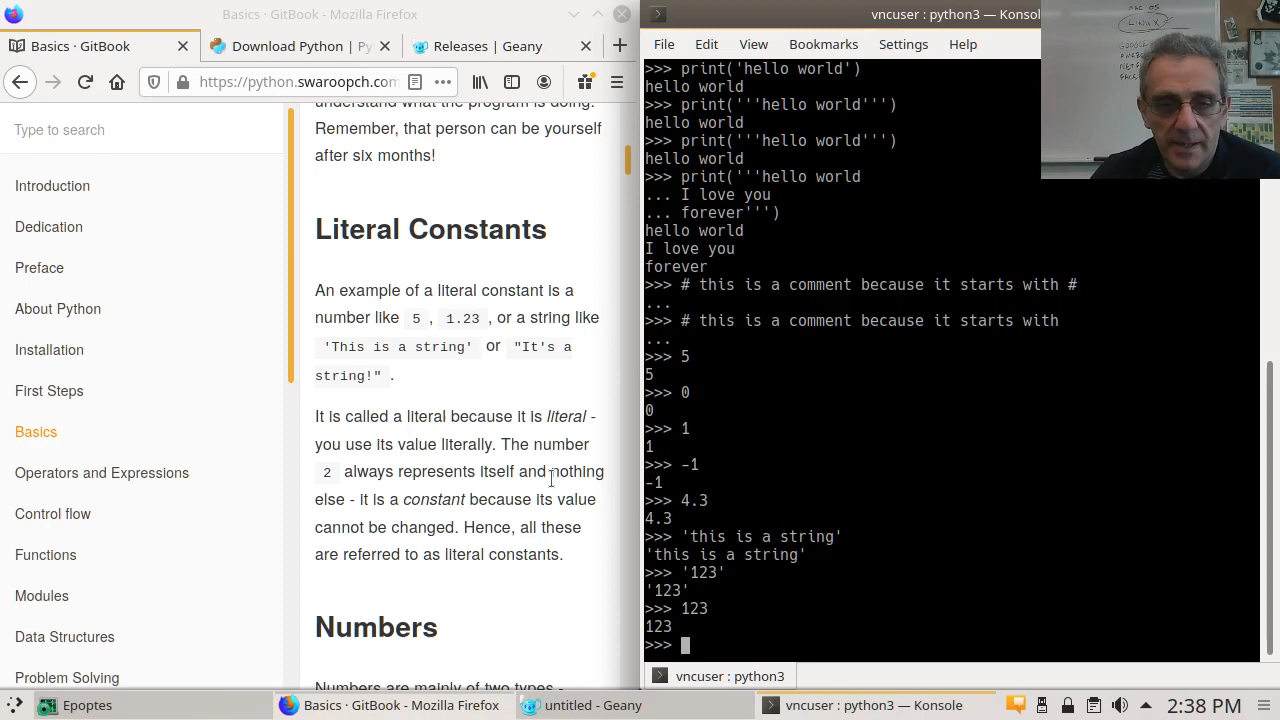 Basics · GitBook - Mozilla Firefox
Basics · GitBook
Download Python | Py
Releases | Geany
https://python.swaroopch.com
Type to search
Introduction
Dedication
Preface
About Python
Installation
First Steps
Basics
Operators and Expressions
Control flow
Functions
Modules
Data Structures
Problem Solving
understand what the program is doing.
Remember, that person can be yourself
after six months!
Literal Constants
An example of a literal constant is a
number like 5 , 1.23 , or a string like
'This is a string' or "It's a
string!" .
It is called a literal because it is literal -
you use its value literally. The number
2 always represents itself and nothing
else - it is a constant because its value
cannot be changed. Hence, all these
are referred to as literal constants.
Numbers
Numbers are mainly of two types -
vncuser : python3 — Konsol
File Edit View Bookmarks Settings Help
>>> print('hello world')
hello world
>>> print('''hello world''')
hello world
>>> print('''hello world''')
hello world
>>> print('''hello world
... I love you
... forever''')
hello world
I love you
forever
>>> # this is a comment because it starts with #
...
>>> # this is a comment because it starts with
...
>>> 5
5
>>> 0
0
>>> 1
1
>>> -1
-1
>>> 4.3
4.3
>>> 'this is a string'
'this is a string'
>>> '123'
'123'
>>> 123
123
>>>
vncuser : python3
Epoptes
Basics · GitBook - Mozilla Firefox
untitled - Geany
vncuser : python3 — Konsole
2:38 PM
LINUX